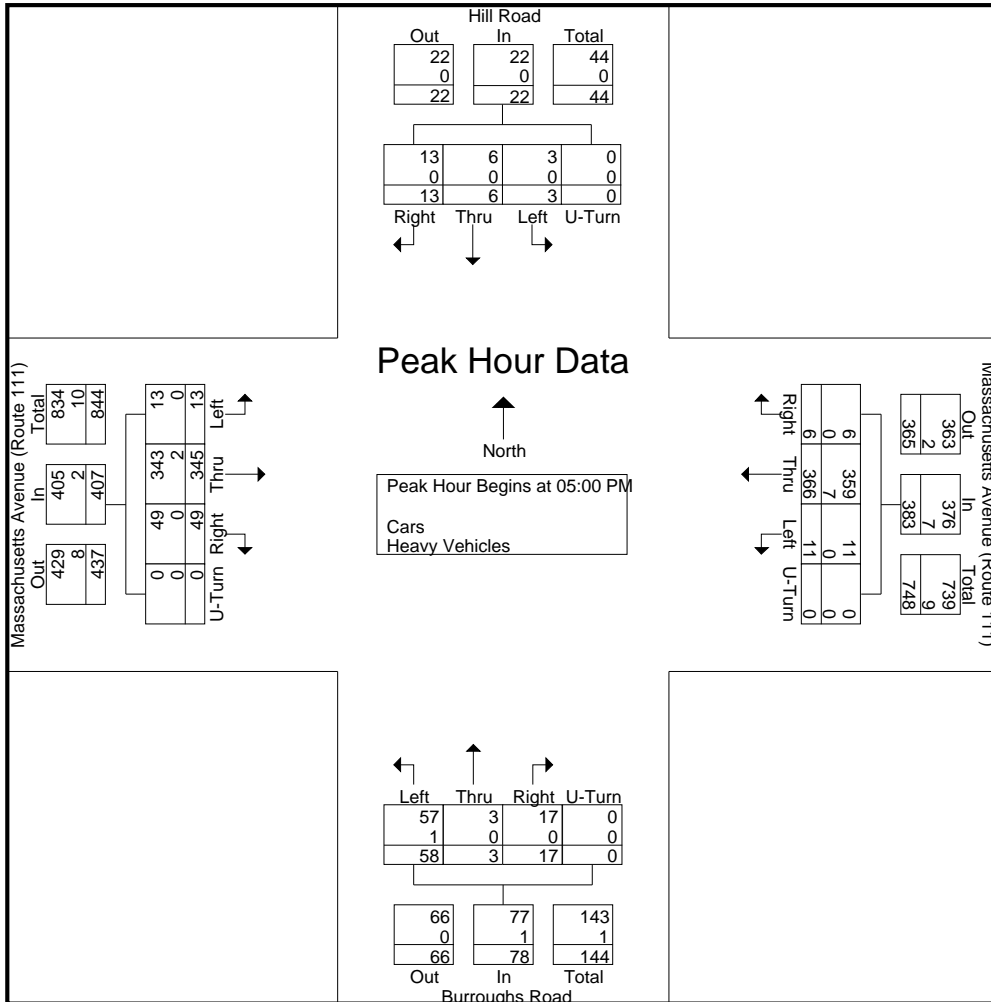 Hill Road
Out In Total
22 22 44
0 0 0
22 22 44
13 6 3 0
0 0 0 0
13 6 3 0
Right Thru Left U-Turn
Massachusetts Avenue (Route 111)
Total In Out
844 407 437
10 2 8
834 405 429
Left Thru Right U-Turn
13 345 49 0
0 2 0 0
13 343 49 0
Peak Hour Data
North
Peak Hour Begins at 05:00 PM
Cars
Heavy Vehicles
Right Thru Left U-Turn
6 359 11 0
0 7 0 0
6 366 11 0
Massachusetts Avenue (Route 111)
Out In Total
363 376 739
2 7 9
365 383 748
Left Thru Right U-Turn
57 3 17 0
1 0 0 0
58 3 17 0
66 77 143
0 1 1
66 78 144
Out In Total
Burroughs Road